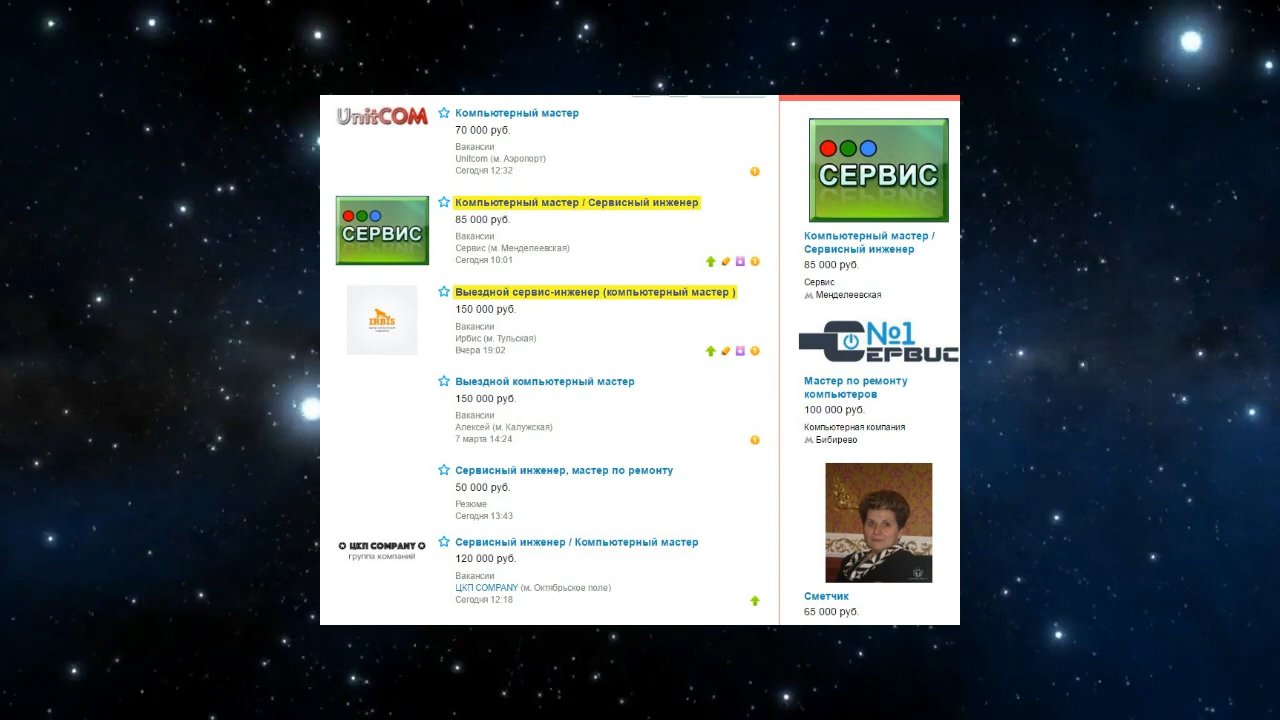 UnitCOM
Компьютерный мастер
70 000 руб.
Вакансии
Unitcom (м. Аэропорт)
Сегодня 12:32
СЕРВИС
Компьютерный мастер / Сервисный инженер
85 000 руб.
Вакансии
Сервис (м. Менделеевская)
Сегодня 10:01
IRBIS
Выездной сервис-инженер (компьютерный мастер )
150 000 руб.
Вакансии
Ирбис (м. Тульская)
Вчера 19:02
Выездной компьютерный мастер
150 000 руб.
Вакансии
Алексей (м. Калужская)
7 марта 14:24
Сервисный инженер, мастер по ремонту
50 000 руб.
Резюме
Сегодня 13:43
ЦКП COMPANY
группа компаний
Сервисный инженер / Компьютерный мастер
120 000 руб.
Вакансии
ЦКП COMPANY (м. Октябрьское поле)
Сегодня 12:18
СЕРВИС
Компьютерный мастер /
Сервисный инженер
85 000 руб.
Сервис
Менделеевская
№1
СЕРВИС
Мастер по ремонту
компьютеров
100 000 руб.
Компьютерная компания
Бибирево
Сметчик
65 000 руб.